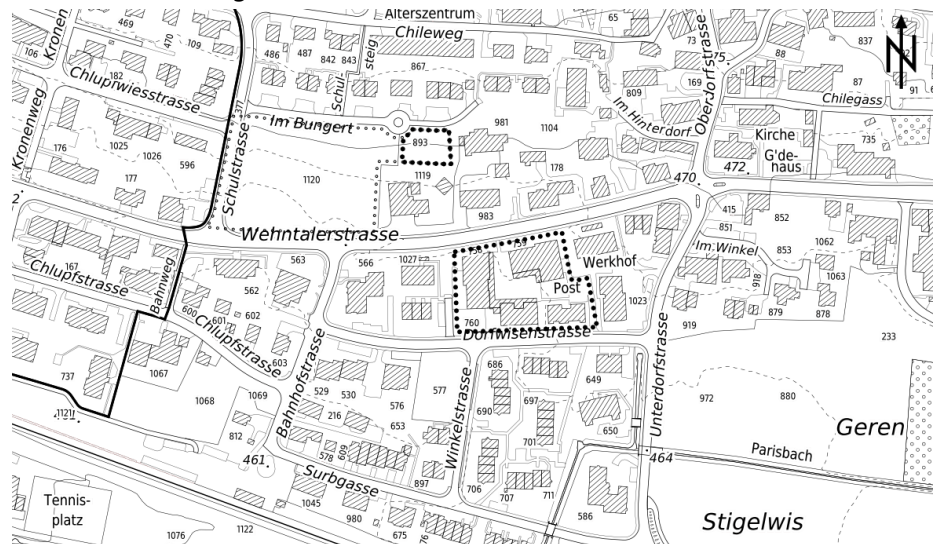 Kronen
469
470
109
Alterszentrum
Chileweg
65
73
75
837
N
106
182
Chlupfwiesstrasse
486
487
842
843
Schul
steig
867
809
169
Oberdorfstrasse
88
87
91
Chilegass
Im Hinterdorf
Kronenweg
176
1025
1026
596
177
Schulstrasse
Im Bungert
893
981
1104
178
1120
1119
983
472
470
Kirche
G'de-
haus
735
2
Wehntalerstrasse
415
851
852
Im Winkel
853
1062
1063
918
879
878
167
Chlupfstrasse
Bahnweg
563
562
566
1027
758
759
Werkhof
Post
1023
760
Dorfwisenstrasse
600
601
602
603
Chlupfstrasse
919
233
737
1067
1068
1069
Bahnhofstrasse
529
530
216
576
577
653
Winkelstrasse
686
690
697
701
649
650
Unterdorfstrasse
972
880
Geren
1121
812
461
578
609
Surbgasse
897
706
707
711
464
Parisbach
Tennis-
platz
1045
980
675
76
586
Stigelwis
1076
1122